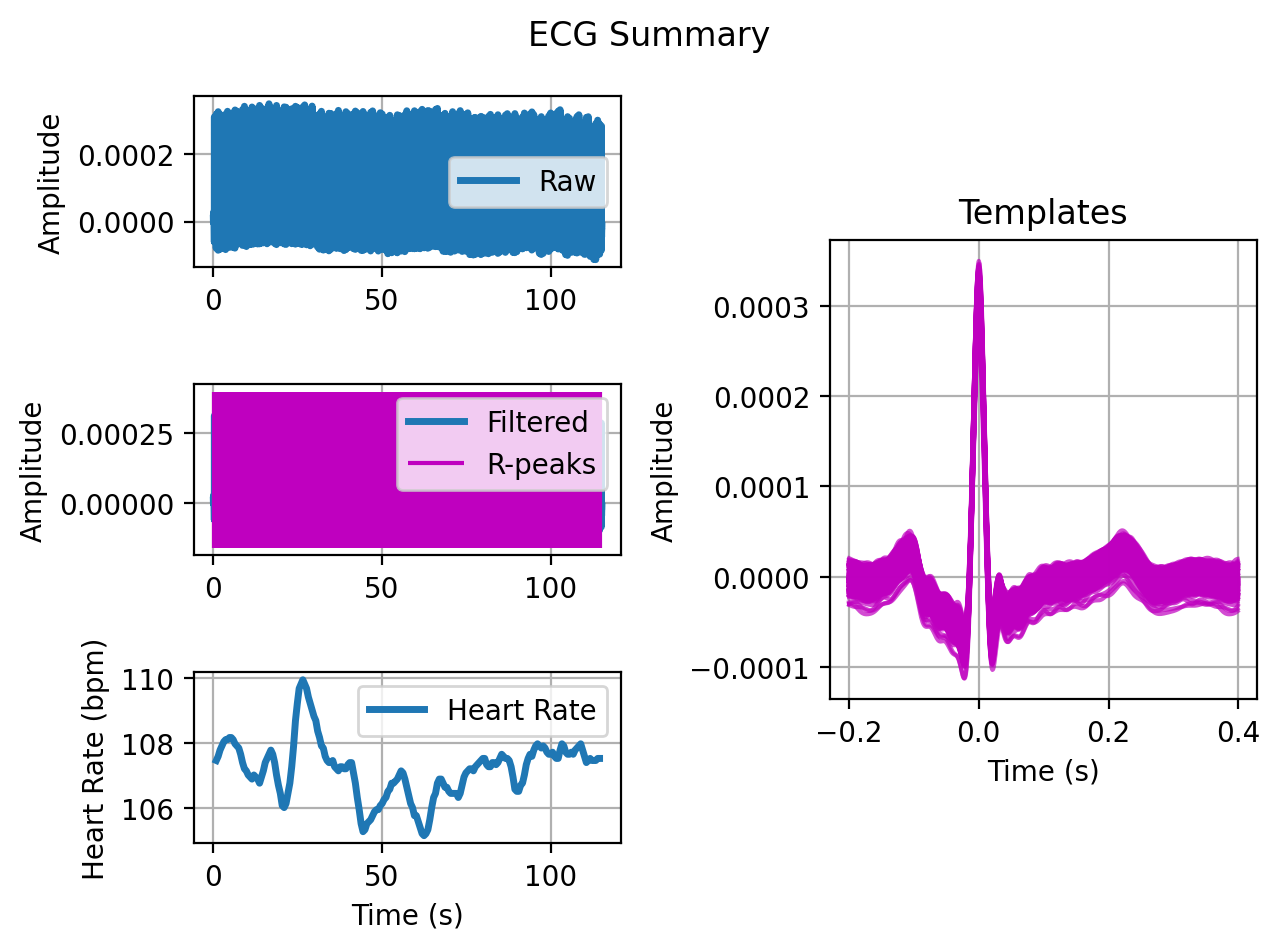 ECG Summary
Amplitude
0.0002
0.0000
Raw
0 50 100
Amplitude
0.00025
0.00000
Filtered
R-peaks
0 50 100
Heart Rate (bpm)
110
108
106
Heart Rate
0 50 100
Time (s)
Templates
Amplitude
0.0003
0.0002
0.0001
0.0000
−0.0001
−0.2 0.0 0.2 0.4
Time (s)